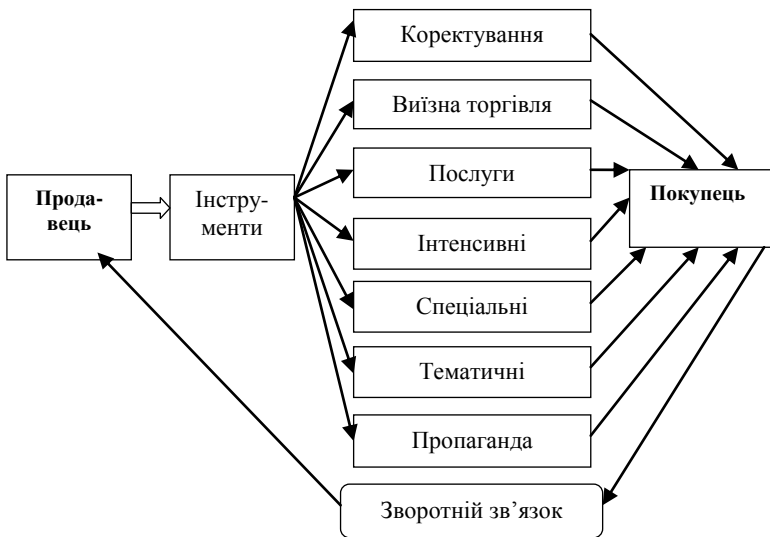 Коректування
Виїзна торгівля
Послуги
Прода-
вець
Інстру-
менти
Покупець
Інтенсивні
Спеціальні
Тематичні
Пропаганда
Зворотній зв’язок